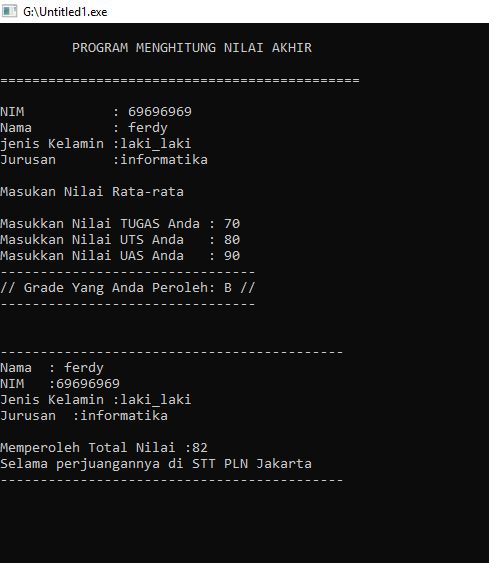 G:\Untitled1.exe
PROGRAM MENGHITUNG NILAI AKHIR
=============================================
NIM           : 69696969
Nama          : ferdy
jenis Kelamin :laki_laki
Jurusan       :informatika
Masukan Nilai Rata-rata
Masukkan Nilai TUGAS Anda : 70
Masukkan Nilai UTS Anda   : 80
Masukkan Nilai UAS Anda   : 90
--------------------------------
// Grade Yang Anda Peroleh: B //
--------------------------------
-------------------------------------------
Nama  : ferdy
NIM   :69696969
Jenis Kelamin :laki_laki
Jurusan  :informatika
Memperoleh Total Nilai :82
Selama perjuangannya di STT PLN Jakarta
-------------------------------------------